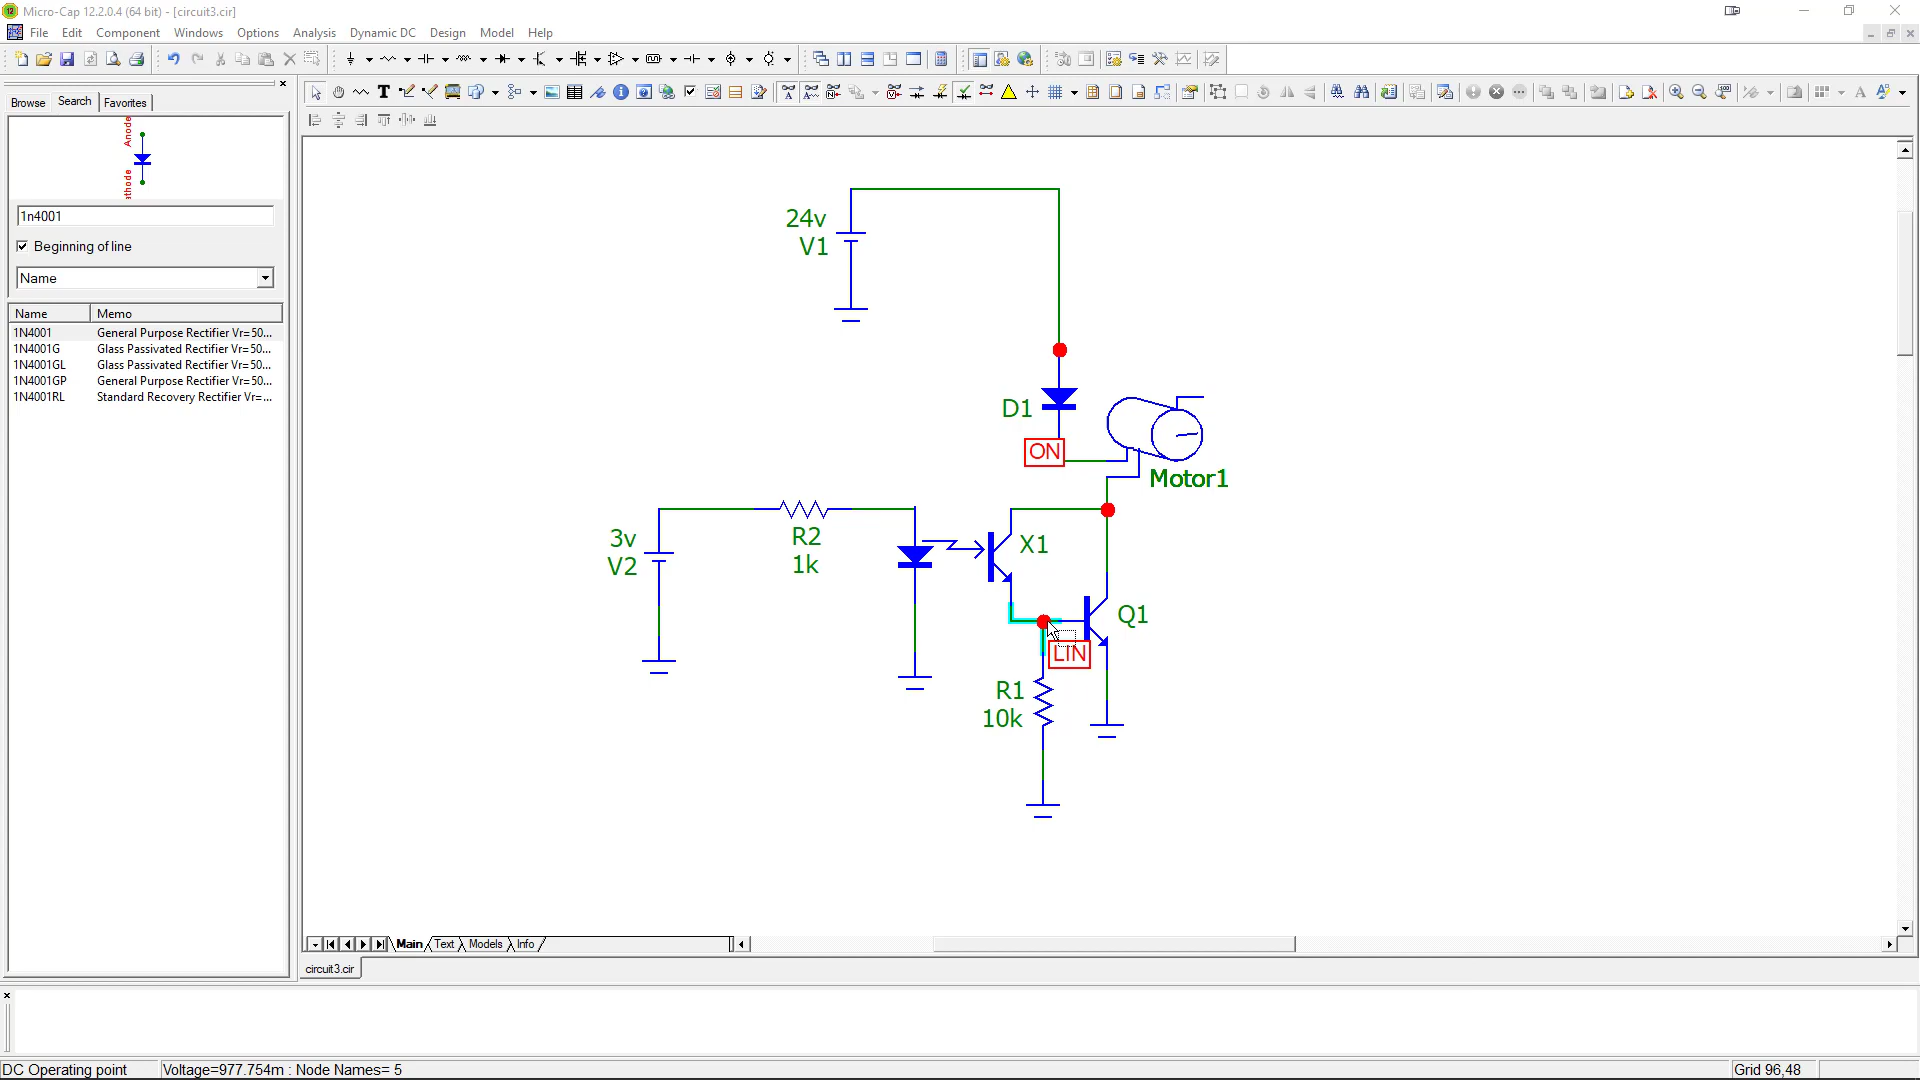 Micro-Cap 12.2.0.4 (64 bit) - [circuit3.cir]
File Edit Component Windows Options Analysis Dynamic DC Design Model Help
Browse Search Favorites
Anode
1n4001
Beginning of line
Name
Name Memo
1N4001 General Purpose Rectifier Vr=50...
1N4001G Glass Passivated Rectifier Vr=50...
1N4001GL Glass Passivated Rectifier Vr=50...
1N4001GP General Purpose Rectifier Vr=50...
1N4001RL Standard Recovery Rectifier Vr=...
24v
V1
D1
ON
Motor1
3v
V2
R2
1k
X1
Q1
LIN
R1
10k
Main Text Models Info
circuit3.cir
DC Operating point Voltage=977.754m : Node Names= 5 Grid 96,48